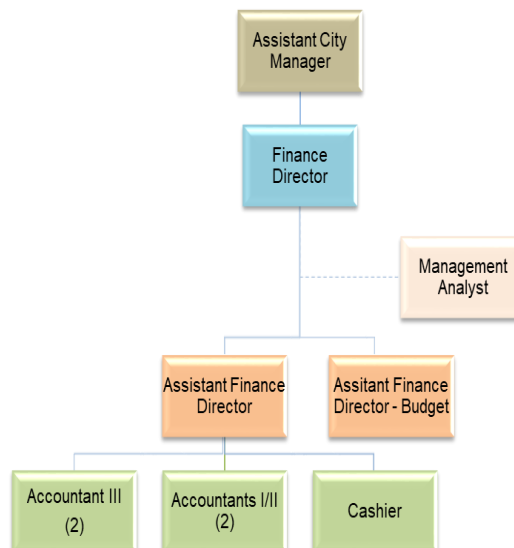 Assistant City
Manager
Finance
Director
Management
Analyst
Assistant Finance
Director
Assitant Finance
Director - Budget
Accountant III
(2)
Accountants I/II
(2)
Cashier